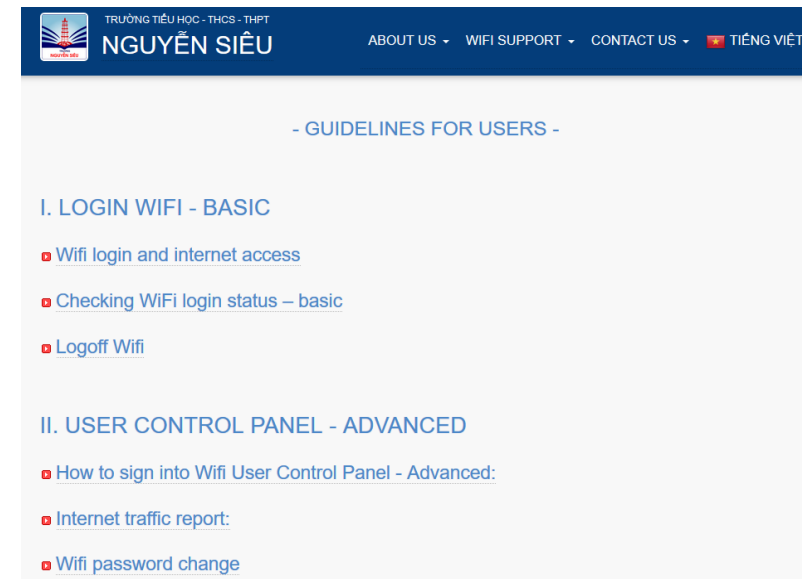 TRƯỜNG TIỂU HỌC - THCS - THPT
NGUYỄN SIÊU
ABOUT US WIFI SUPPORT CONTACT US TIẾNG VIỆT
- GUIDELINES FOR USERS -
I. LOGIN WIFI - BASIC
Wifi login and internet access
Checking WiFi login status – basic
Logoff Wifi
II. USER CONTROL PANEL - ADVANCED
How to sign into Wifi User Control Panel - Advanced:
Internet traffic report:
Wifi password change